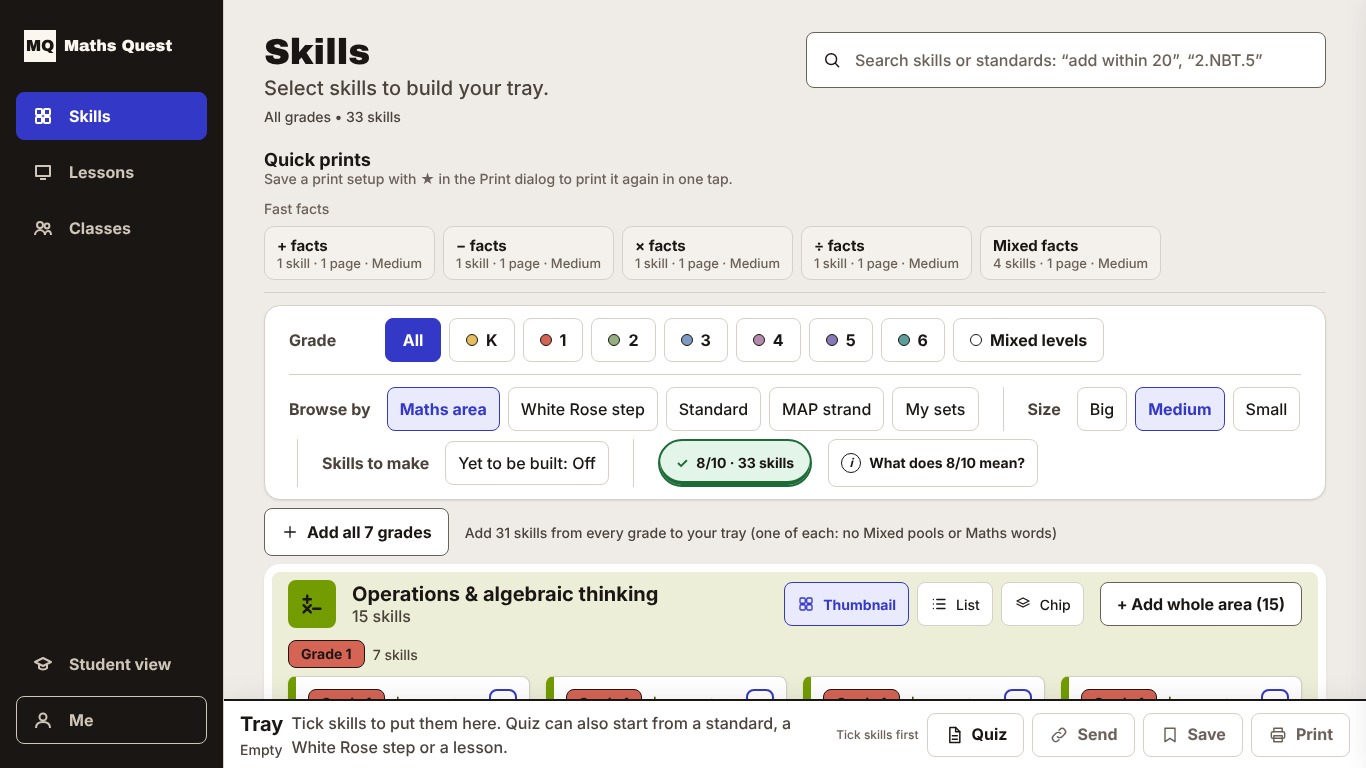 MQ Maths Quest
Skills
Lessons
Classes
Student view
Me
Skills
Select skills to build your tray.
All grades • 33 skills
Search skills or standards: “add within 20”, “2.NBT.5”
Quick prints
Save a print setup with ★ in the Print dialog to print it again in one tap.
Fast facts
+ facts
1 skill · 1 page · Medium
− facts
1 skill · 1 page · Medium
× facts
1 skill · 1 page · Medium
÷ facts
1 skill · 1 page · Medium
Mixed facts
4 skills · 1 page · Medium
Grade All K 1 2 3 4 5 6 Mixed levels
Browse by Maths area White Rose step Standard MAP strand My sets Size Big Medium Small
Skills to make Yet to be built: Off ✓ 8/10 · 33 skills i What does 8/10 mean?
+ Add all 7 grades Add 31 skills from every grade to your tray (one of each: no Mixed pools or Maths words)
Operations & algebraic thinking
15 skills
Thumbnail List Chip + Add whole area (15)
Grade 1 7 skills
Tray
Empty
Tick skills to put them here. Quiz can also start from a standard, a
White Rose step or a lesson.
Tick skills first Quiz Send Save Print